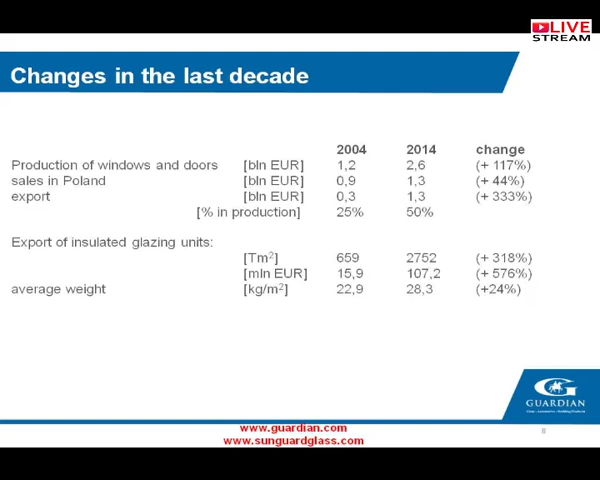 LIVE
STREAM
Changes in the last decade
2004 2014 change
Production of windows and doors [bln EUR] 1,2 2,6 (+ 117%)
sales in Poland [bln EUR] 0,9 1,3 (+ 44%)
export [bln EUR] 0,3 1,3 (+ 333%)
[% in production] 25% 50%
Export of insulated glazing units:
[Tm²] 659 2752 (+ 318%)
[mln EUR] 15,9 107,2 (+ 576%)
average weight [kg/m²] 22,9 28,3 (+24%)
G
GUARDIAN
8
www.guardian.com
www.sunguardglass.com